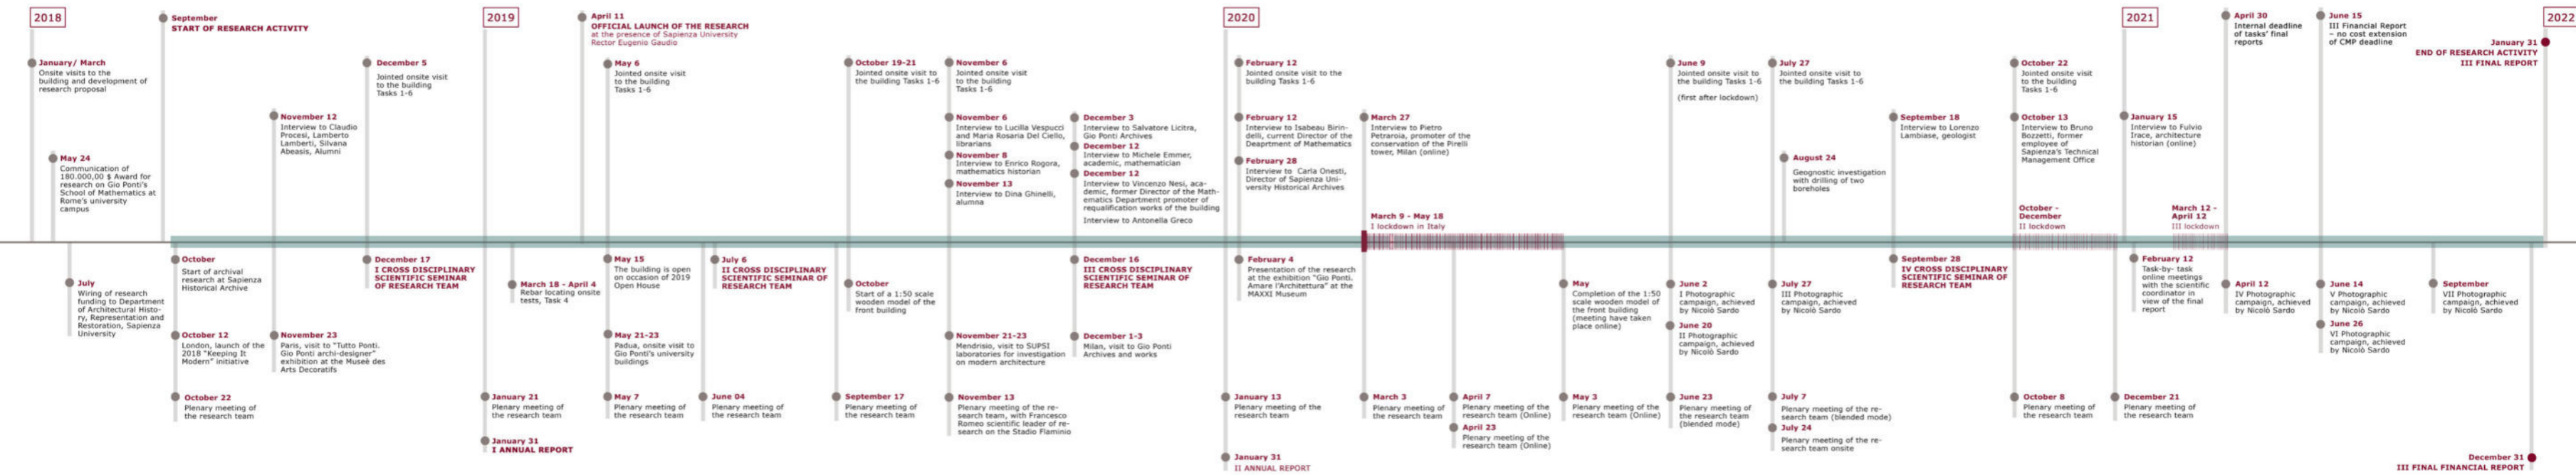 2018
September
START OF RESEARCH ACTIVITY
January/ March
Onsite visits to the
building and development of
research proposal
May 24
Communication of
180.000,00 $ Award for
research on Gio Ponti's
School of Mathematics at
Rome's university
campus
November 12
Interview to Claudio
Procesi, Lamberto
Lamberti, Silvana
Abeasis, Alumni
December 5
Jointed onsite visit
to the building
Tasks 1-6
July
Wiring of research
funding to Department
of Architectural Histo-
ry, Representation and
Restoration, Sapienza
University
October
Start of archival
research at Sapienza
Historical Archive
October 12
London, launch of the
2018 "Keeping It
Modern" initiative
October 22
Plenary meeting of
the research team
November 23
Paris, visit to "Tutto Ponti.
Gio Ponti archi-designer"
exhibition at the Museè des
Arts Decoratifs
December 17
I CROSS DISCIPLINARY
SCIENTIFIC SEMINAR
OF RESEARCH TEAM
2019
April 11
OFFICIAL LAUNCH OF THE RESEARCH
at the presence of Sapienza University
Rector Eugenio Gaudio
May 6
Jointed onsite visit
to the building
Tasks 1-6
October 19-21
Jointed onsite visit to
the building Tasks 1-6
November 6
Jointed onsite visit
to the building
Tasks 1-6
November 6
Interview to Lucilla Vespucci
and Maria Rosaria Del Ciello,
librarians
November 8
Interview to Enrico Rogora,
mathematics historian
November 13
Interview to Dina Ghinelli,
alumna
December 3
Interview to Salvatore Licitra,
Gio Ponti Archives
December 12
Interview to Michele Emmer,
academic, mathematician
December 12
Interview to Vincenzo Nesi, aca-
demic, former Director of the Math-
ematics Department promoter of
requalification works of the building
Interview to Antonella Greco
March 18 - April 4
Rebar locating onsite
tests, Task 4
January 21
Plenary meeting of
the research team
January 31
I ANNUAL REPORT
May 15
The building is open
on occasion of 2019
Open House
May 21-23
Padua, onsite visit to
Gio Ponti's university
buildings
May 7
Plenary meeting of
the research team
July 6
II CROSS DISCIPLINARY
SCIENTIFIC SEMINAR OF
RESEARCH TEAM
June 04
Plenary meeting of
the research team
October
Start of a 1:50 scale
wooden model of the
front building
September 17
Plenary meeting of
the research team
November 21-23
Mendrisio, visit to SUPSI
laboratories for investigation
on modern architecture
November 13
Plenary meeting of the re-
search team, with Francesco
Romeo scientific leader of re-
search on the Stadio Flaminio
December 16
III CROSS DISCIPLINARY
SCIENTIFIC SEMINAR OF
RESEARCH TEAM
December 1-3
Milan, visit to Gio Ponti
Archives and works
2020
February 12
Jointed onsite visit to the
building Tasks 1-6
February 12
Interview to Isabeau Birin-
delli, current Director of the
Deaprtment of Mathematics
February 28
Interview to Carla Onesti,
Director of Sapienza Uni-
versity Historical Archives
March 27
Interview to Pietro
Petraroia, promoter of the
conservation of the Pirelli
tower, Milan (online)
March 9 - May 18
I lockdown in Italy
June 9
Jointed onsite visit to
the building Tasks 1-6
(first after lockdown)
July 27
Jointed onsite visit to
the building Tasks 1-6
August 24
Geognostic investigation
with drilling of two
boreholes
September 18
Interview to Lorenzo
Lambiase, geologist
October 22
Jointed onsite visit
to the building
Tasks 1-6
October 13
Interview to Bruno
Bozzetti, former
employee of
Sapienza's Technical
Management Office
October -
December
II lockdown
February 4
Presentation of the research
at the exhibition "Gio Ponti.
Amare l'Architettura" at the
MAXXI Museum
January 13
Plenary meeting of the
research team
January 31
II ANNUAL REPORT
March 3
Plenary meeting of
the research team
April 7
Plenary meeting of the
research team (Online)
April 23
Plenary meeting of the
research team (Online)
May
Completion of the 1:50
scale wooden model of
the front building
(meeting have taken
place online)
May 3
Plenary meeting of the
research team (Online)
June 2
I Photographic
campaign, achieved
by Nicolò Sardo
June 20
II Photographic
campaign, achieved
by Nicolò Sardo
June 23
Plenary meeting of
the research team
(blended mode)
July 27
III Photographic
campaign, achieved
by Nicolò Sardo
July 7
Plenary meeting of the re-
search team (blended mode)
July 24
Plenary meeting of the re-
search team onsite
September 28
IV CROSS DISCIPLINARY
SCIENTIFIC SEMINAR OF
RESEARCH TEAM
October 8
Plenary meeting of
the research team
December 21
Plenary meeting of
the research team
2021
January 15
Interview to Fulvio
Irace, architecture
historian (online)
March 12 -
April 12
III lockdown
April 30
Internal deadline
of tasks' final
reports
June 15
III Financial Report
– no cost extension
of CMP deadline
February 12
Task-by- task
online meetings
with the scientific
coordinator in
view of the final
report
April 12
IV Photographic
campaign, achieved
by Nicolò Sardo
June 14
V Photographic
campaign, achieved
by Nicolò Sardo
June 26
VI Photographic
campaign, achieved
by Nicolò Sardo
September
VII Photographic
campaign, achieved
by Nicolò Sardo
2022
January 31
END OF RESEARCH ACTIVITY
III FINAL REPORT
December 31
III FINAL FINANCIAL REPORT